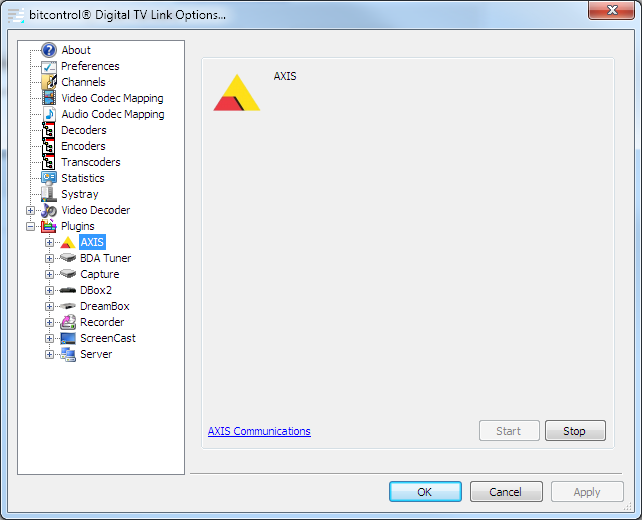 bitcontrol® Digital TV Link Options...
About
Preferences
Channels
Video Codec Mapping
Audio Codec Mapping
Decoders
Encoders
Transcoders
Statistics
Systray
Video Decoder
Plugins
AXIS
BDA Tuner
Capture
DBox2
DreamBox
Recorder
ScreenCast
Server
AXIS
AXIS Communications
Start
Stop
OK
Cancel
Apply